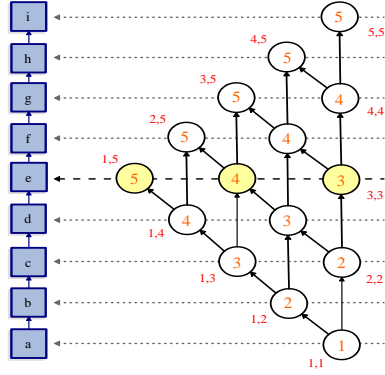 i 5 5,5
h 4,5 5
g 3,5 5 4 4,4
f 2,5 5 4
e 1,5 5 4 3 3,3
d 1,4 4 3
c 1,3 3 2 2,2
b 1,2 2
a 1 1,1